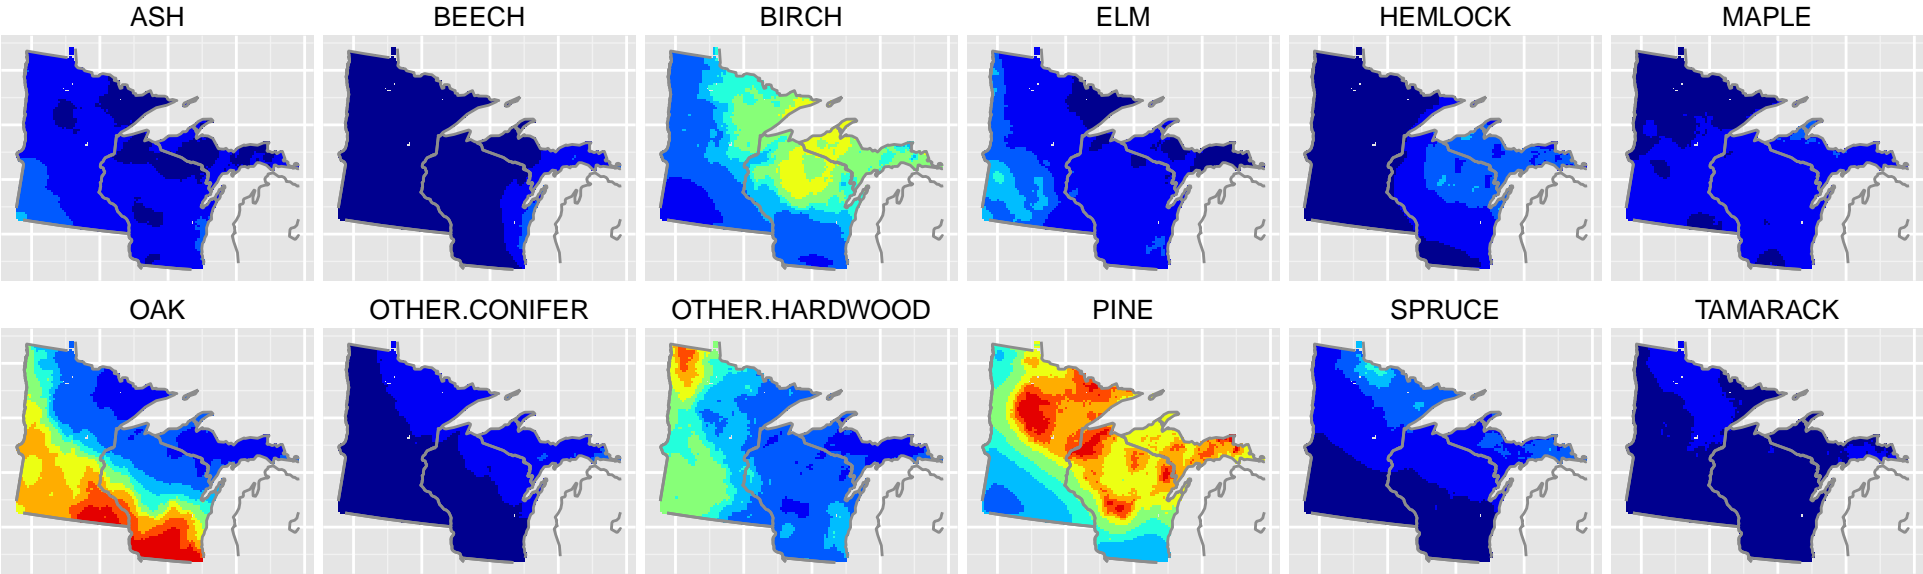 ASH
BEECH
BIRCH
ELM
HEMLOCK
MAPLE
OAK
OTHER.CONIFER
OTHER.HARDWOOD
PINE
SPRUCE
TAMARACK